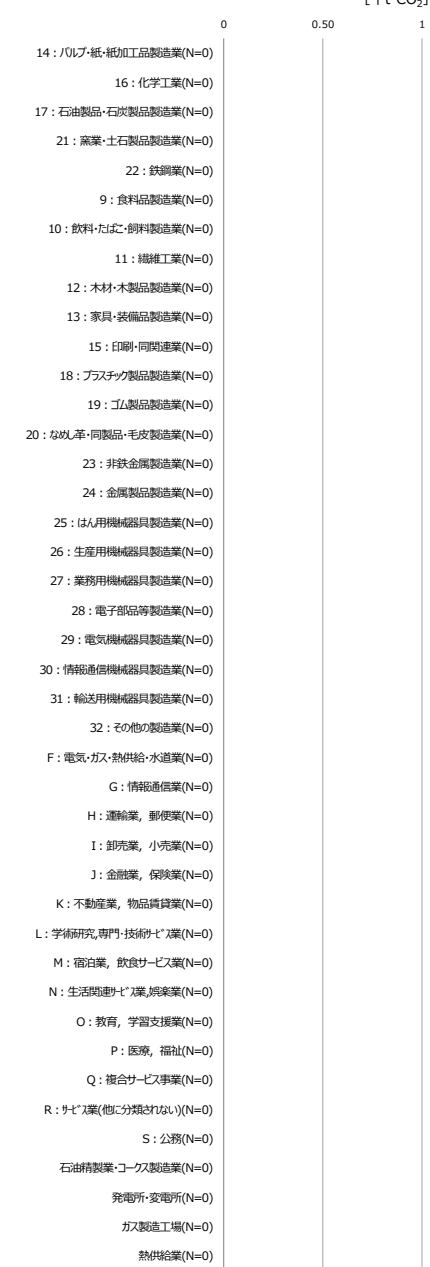 [千t-CO₂]
0 0.50 1
14：パルプ・紙・紙加工品製造業(N=0)
16：化学工業(N=0)
17：石油製品・石炭製品製造業(N=0)
21：窯業・土石製品製造業(N=0)
22：鉄鋼業(N=0)
9：食料品製造業(N=0)
10：飲料・たばこ・飼料製造業(N=0)
11：繊維工業(N=0)
12：木材・木製品製造業(N=0)
13：家具・装備品製造業(N=0)
15：印刷・同関連業(N=0)
18：プラスチック製品製造業(N=0)
19：ゴム製品製造業(N=0)
20：なめし革・同製品・毛皮製造業(N=0)
23：非鉄金属製造業(N=0)
24：金属製品製造業(N=0)
25：はん用機械器具製造業(N=0)
26：生産用機械器具製造業(N=0)
27：業務用機械器具製造業(N=0)
28：電子部品等製造業(N=0)
29：電気機械器具製造業(N=0)
30：情報通信機械器具製造業(N=0)
31：輸送用機械器具製造業(N=0)
32：その他の製造業(N=0)
F：電気・ガス・熱供給・水道業(N=0)
G：情報通信業(N=0)
H：運輸業，郵便業(N=0)
I：卸売業，小売業(N=0)
J：金融業，保険業(N=0)
K：不動産業，物品賃貸業(N=0)
L：学術研究,専門・技術ｻｰﾋﾞｽ業(N=0)
M：宿泊業，飲食サービス業(N=0)
N：生活関連ｻｰﾋﾞｽ業,娯楽業(N=0)
O：教育，学習支援業(N=0)
P：医療，福祉(N=0)
Q：複合サービス事業(N=0)
R：ｻｰﾋﾞｽ業(他に分類されない)(N=0)
S：公務(N=0)
石油精製業・コークス製造業(N=0)
発電所・変電所(N=0)
ガス製造工場(N=0)
熱供給業(N=0)